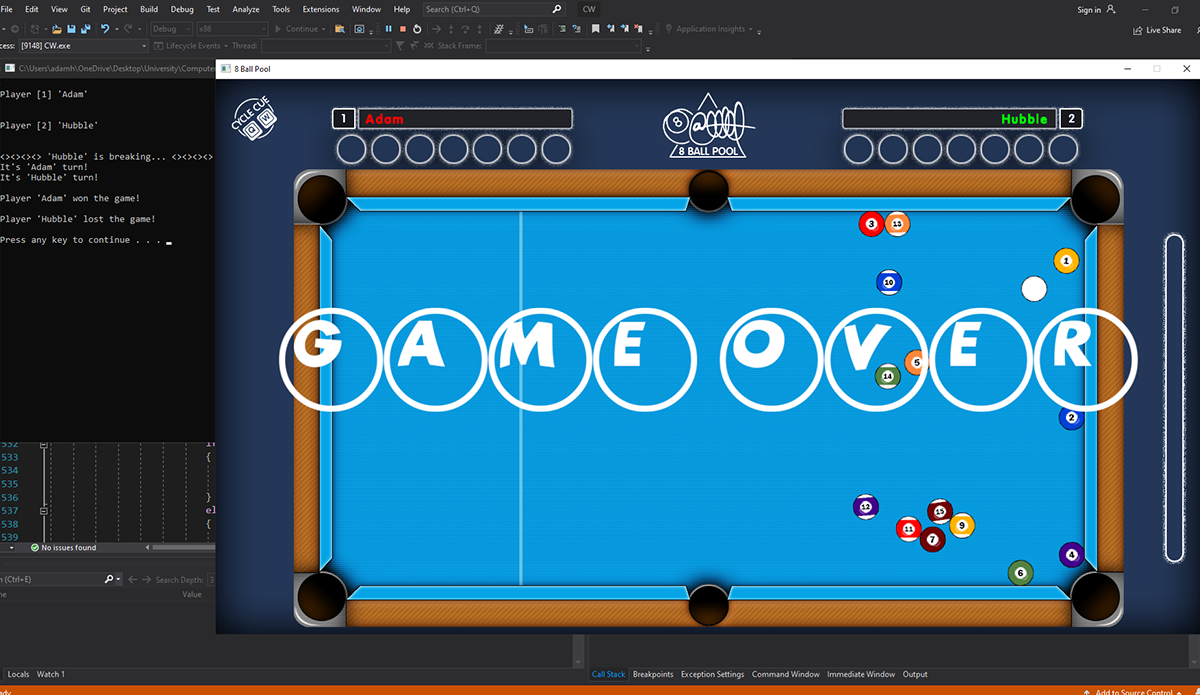 File Edit View Git Project Build Debug Test Analyze Tools Extensions Window Help Search (Ctrl+Q) CW Sign in
Debug x86 Continue Application Insights Live Share
cess: [9148] CW.exe Lifecycle Events Thread: Stack Frame:
C:\Users\adamh\OneDrive\Desktop\University\Compute
8 Ball Pool
Player [1] 'Adam'
Player [2] 'Hubble'
<><><><> 'Hubble' is breaking... <><><><>
It's 'Adam' turn!
It's 'Hubble' turn!
Player 'Adam' won the game!
Player 'Hubble' lost the game!
Press any key to continue . . . _
CYCLE CUE
CW
1 Adam
8
8 BALL POOL
Hubble 2
3 13
1
10
GAME OVER
5
14
2
12
15
11 9
7
4
6
532
533 {
534
535
536 }
537 el
538 {
539
No issues found
(Ctrl+E) Search Depth: 3
Value
Locals Watch 1
Call Stack Breakpoints Exception Settings Command Window Immediate Window Output
Add to Source Control